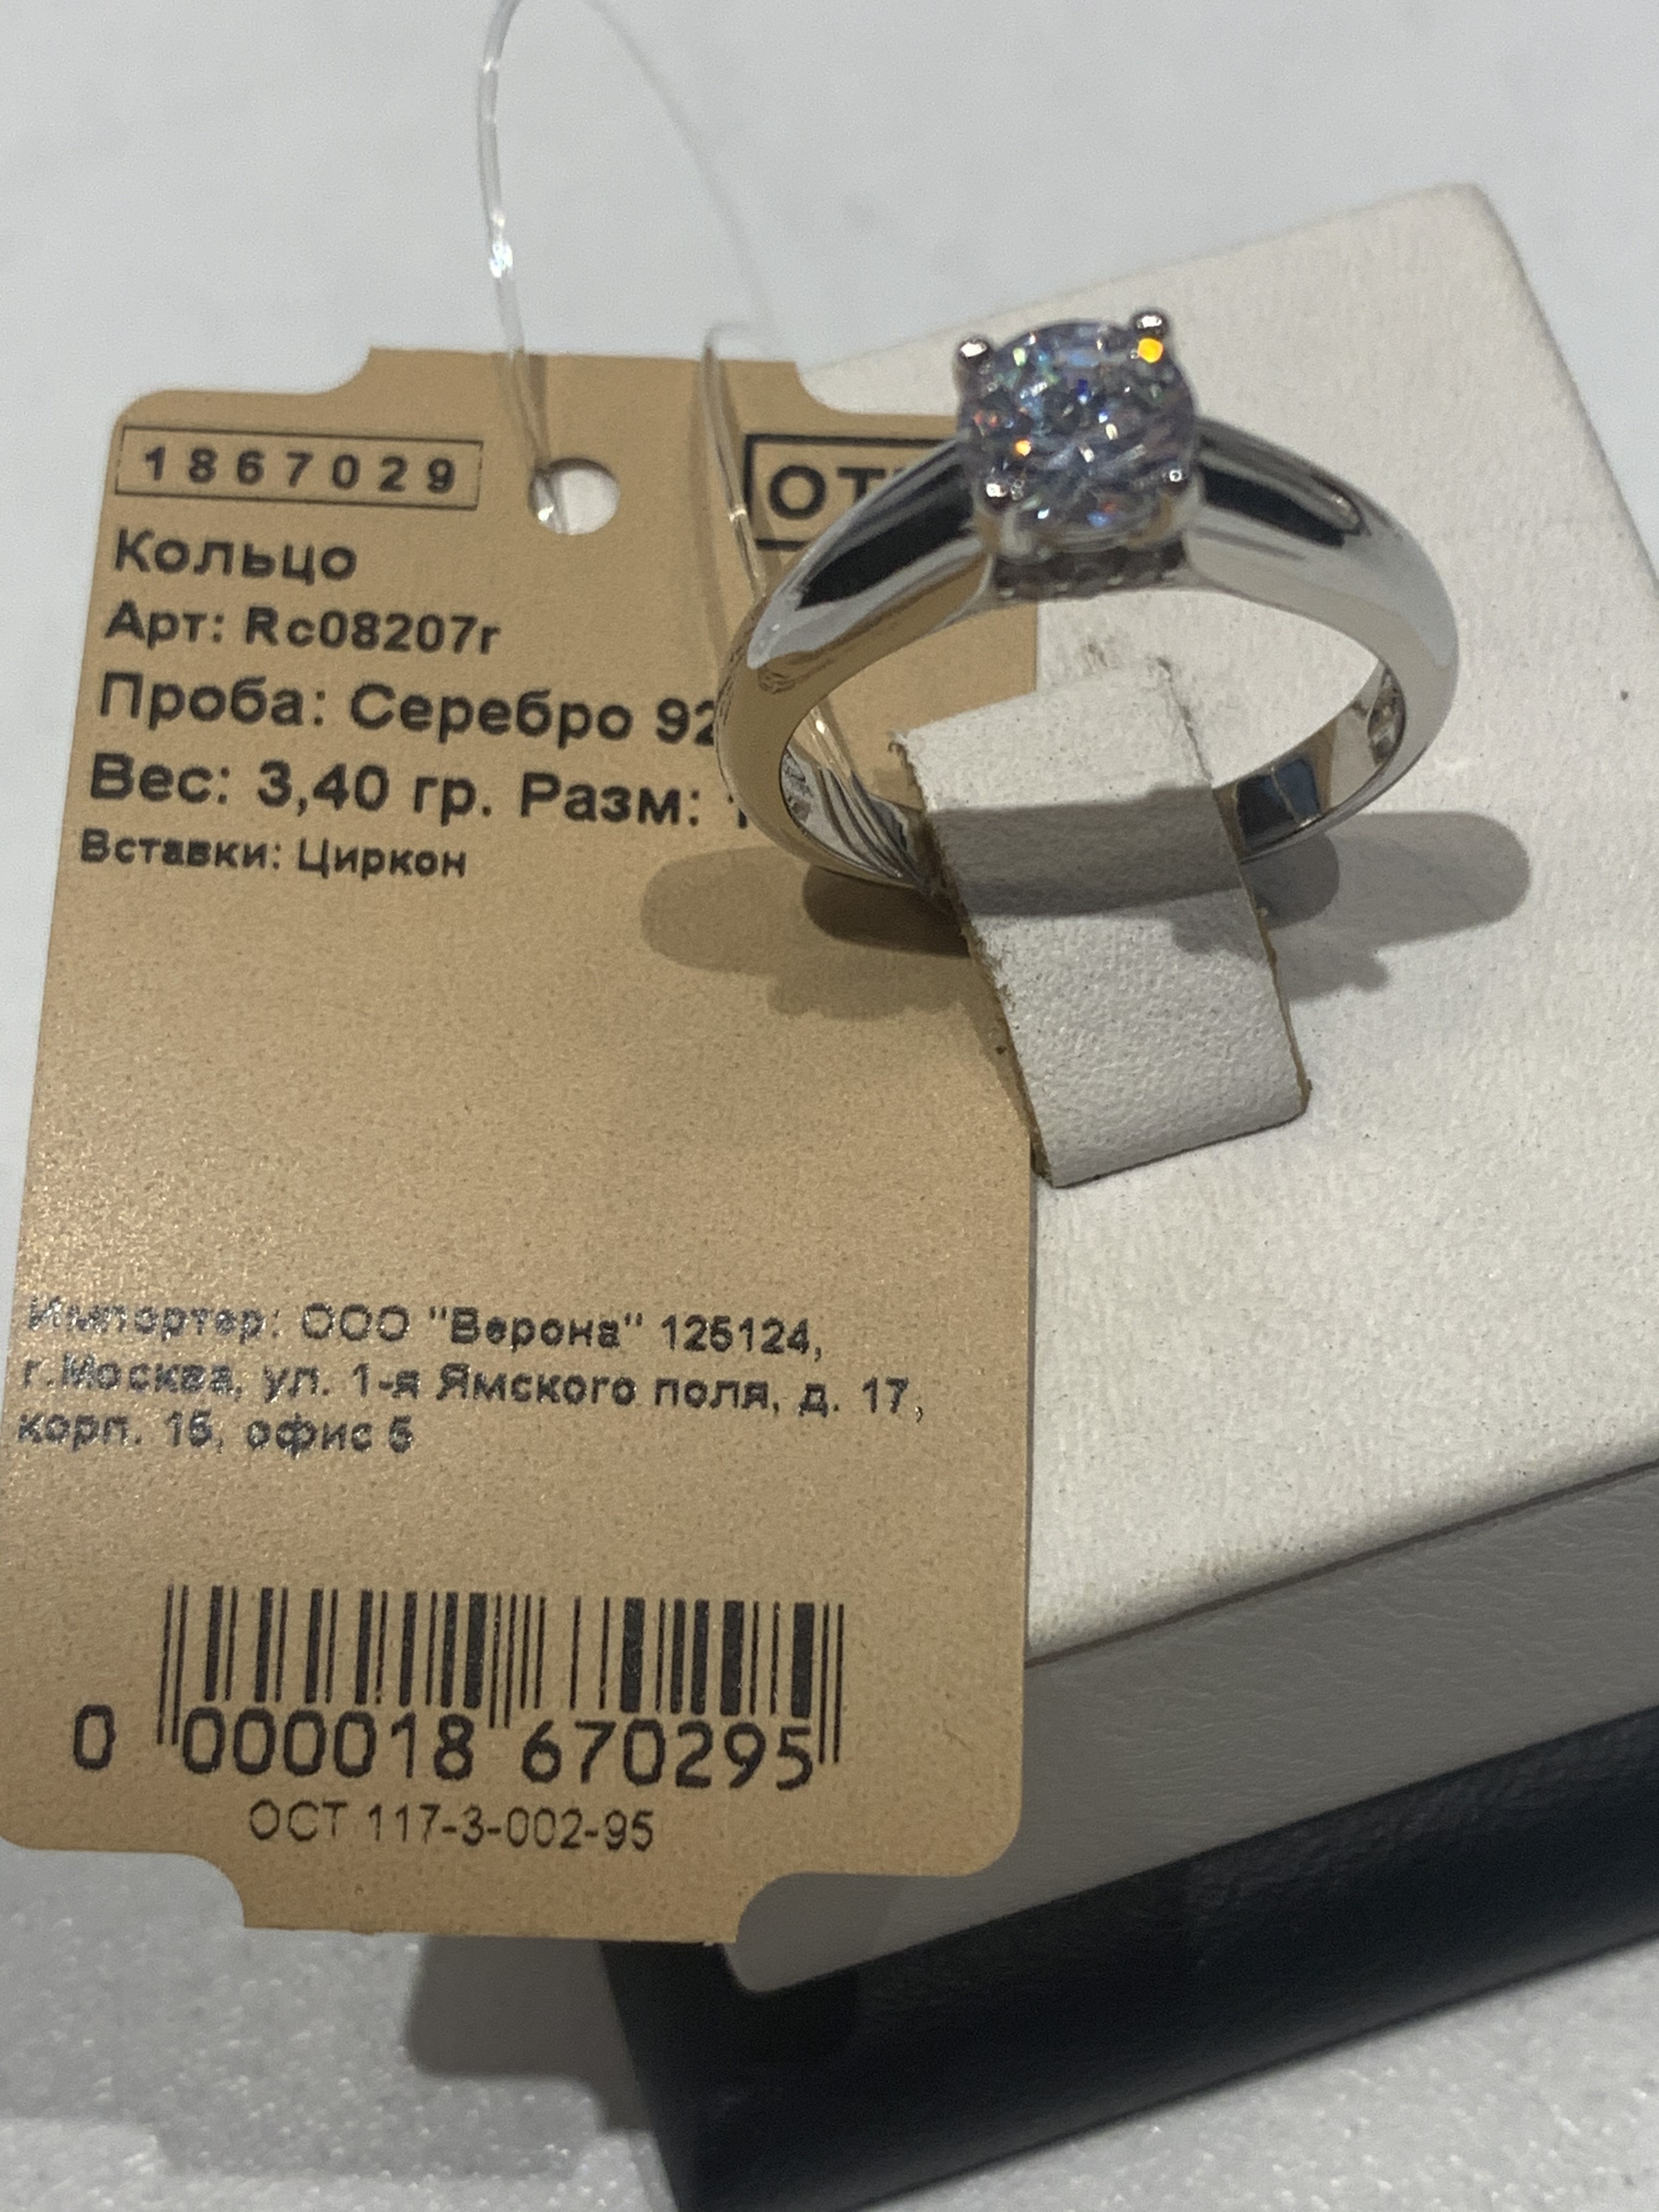 1867029
Кольцо
Арт: Rc08207r
Проба: Серебро
Вес: 3,40 гр. Разм:
Вставки: Циркон
Импортер: ООО "Верона" 125124,
г.Москва, ул. 1-я Ямского поля, д. 17,
корп. 15, офис 5
0 000018 670295
ОСТ 117-3-002-95